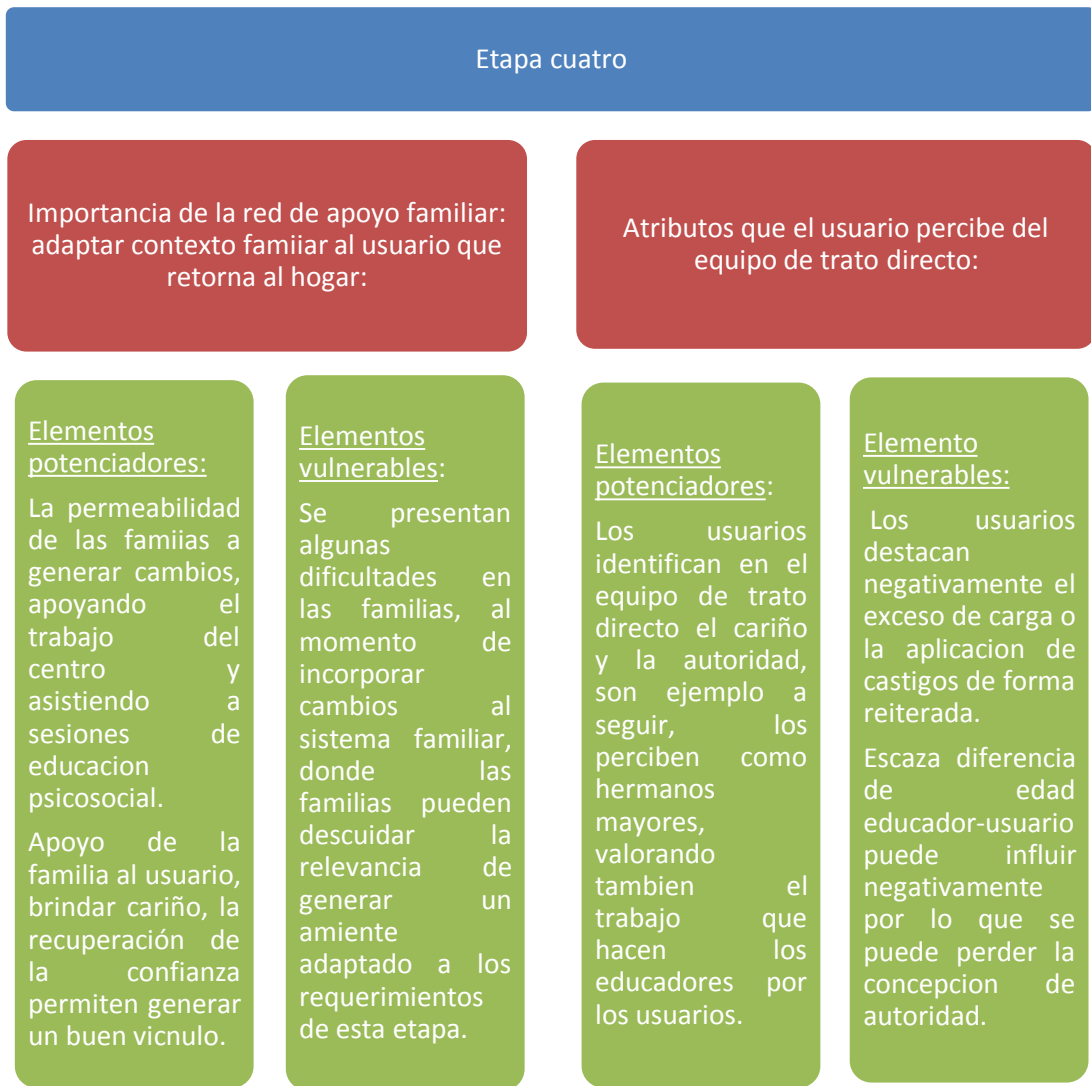 Etapa cuatro
Importancia de la red de apoyo familiar:
adaptar contexto famiiar al usuario que
retorna al hogar:
Atributos que el usuario percibe del
equipo de trato directo:
Elementos
potenciadores:
La permeabilidad
de las famiias a
generar cambios,
apoyando el
trabajo del
centro y
asistiendo a
sesiones de
educacion
psicosocial.
Apoyo de la
familia al usuario,
brindar cariño, la
recuperación de
la confianza
permiten generar
un buen vicnulo.
Elementos
vulnerables:
Se presentan
algunas
dificultades en
las familias, al
momento de
incorporar
cambios al
sistema familiar,
donde las
familias pueden
descuidar la
relevancia de
generar un
amiente
adaptado a los
requerimientos
de esta etapa.
Elementos
potenciadores:
Los usuarios
identifican en el
equipo de trato
directo el cariño
y la autoridad,
son ejemplo a
seguir, los
perciben como
hermanos
mayores,
valorando
tambien el
trabajo que
hacen los
educadores por
los usuarios.
Elemento
vulnerables:
Los usuarios
destacan
negativamente el
exceso de carga o
la aplicacion de
castigos de forma
reiterada.
Escaza diferencia
de edad
educador-usuario
puede influir
negativamente
por lo que se
puede perder la
concepcion de
autoridad.